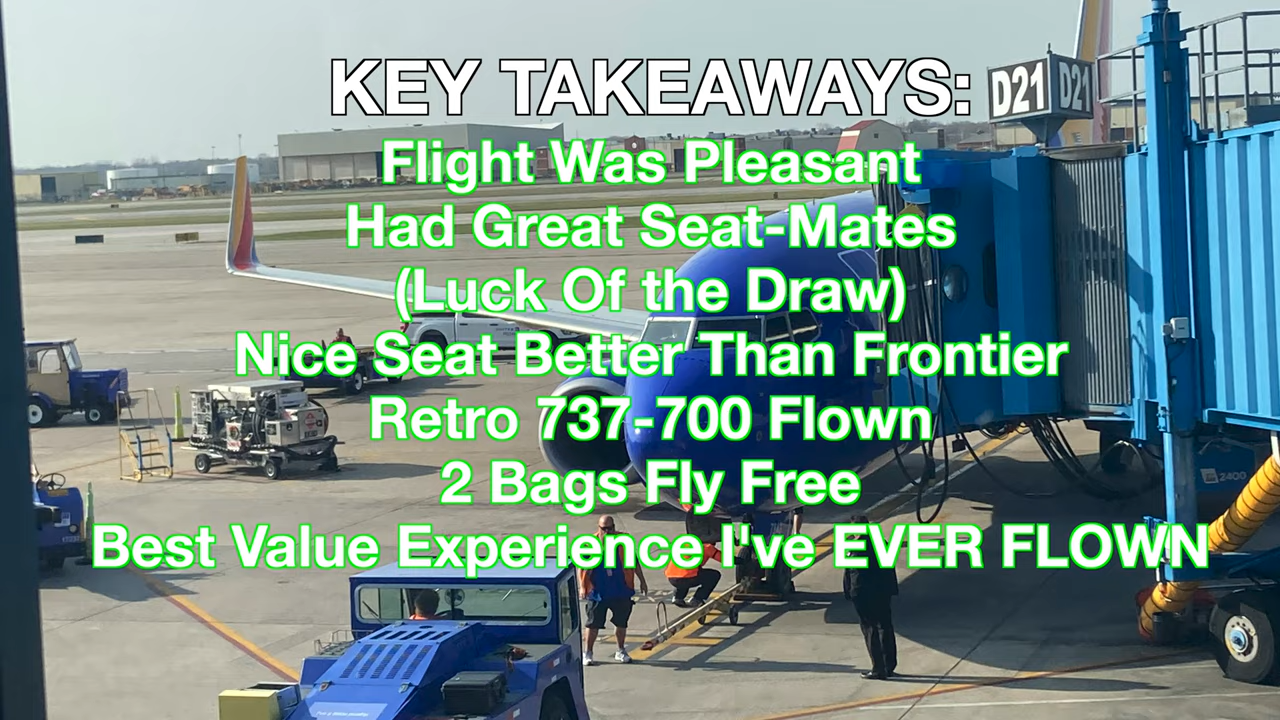 KEY TAKEAWAYS:
D21 D21
Flight Was Pleasant
Had Great Seat-Mates
(Luck Of the Draw)
Nice Seat Better Than Frontier
Retro 737-700 Flown
2 Bags Fly Free
Best Value Experience I've EVER FLOWN
2400